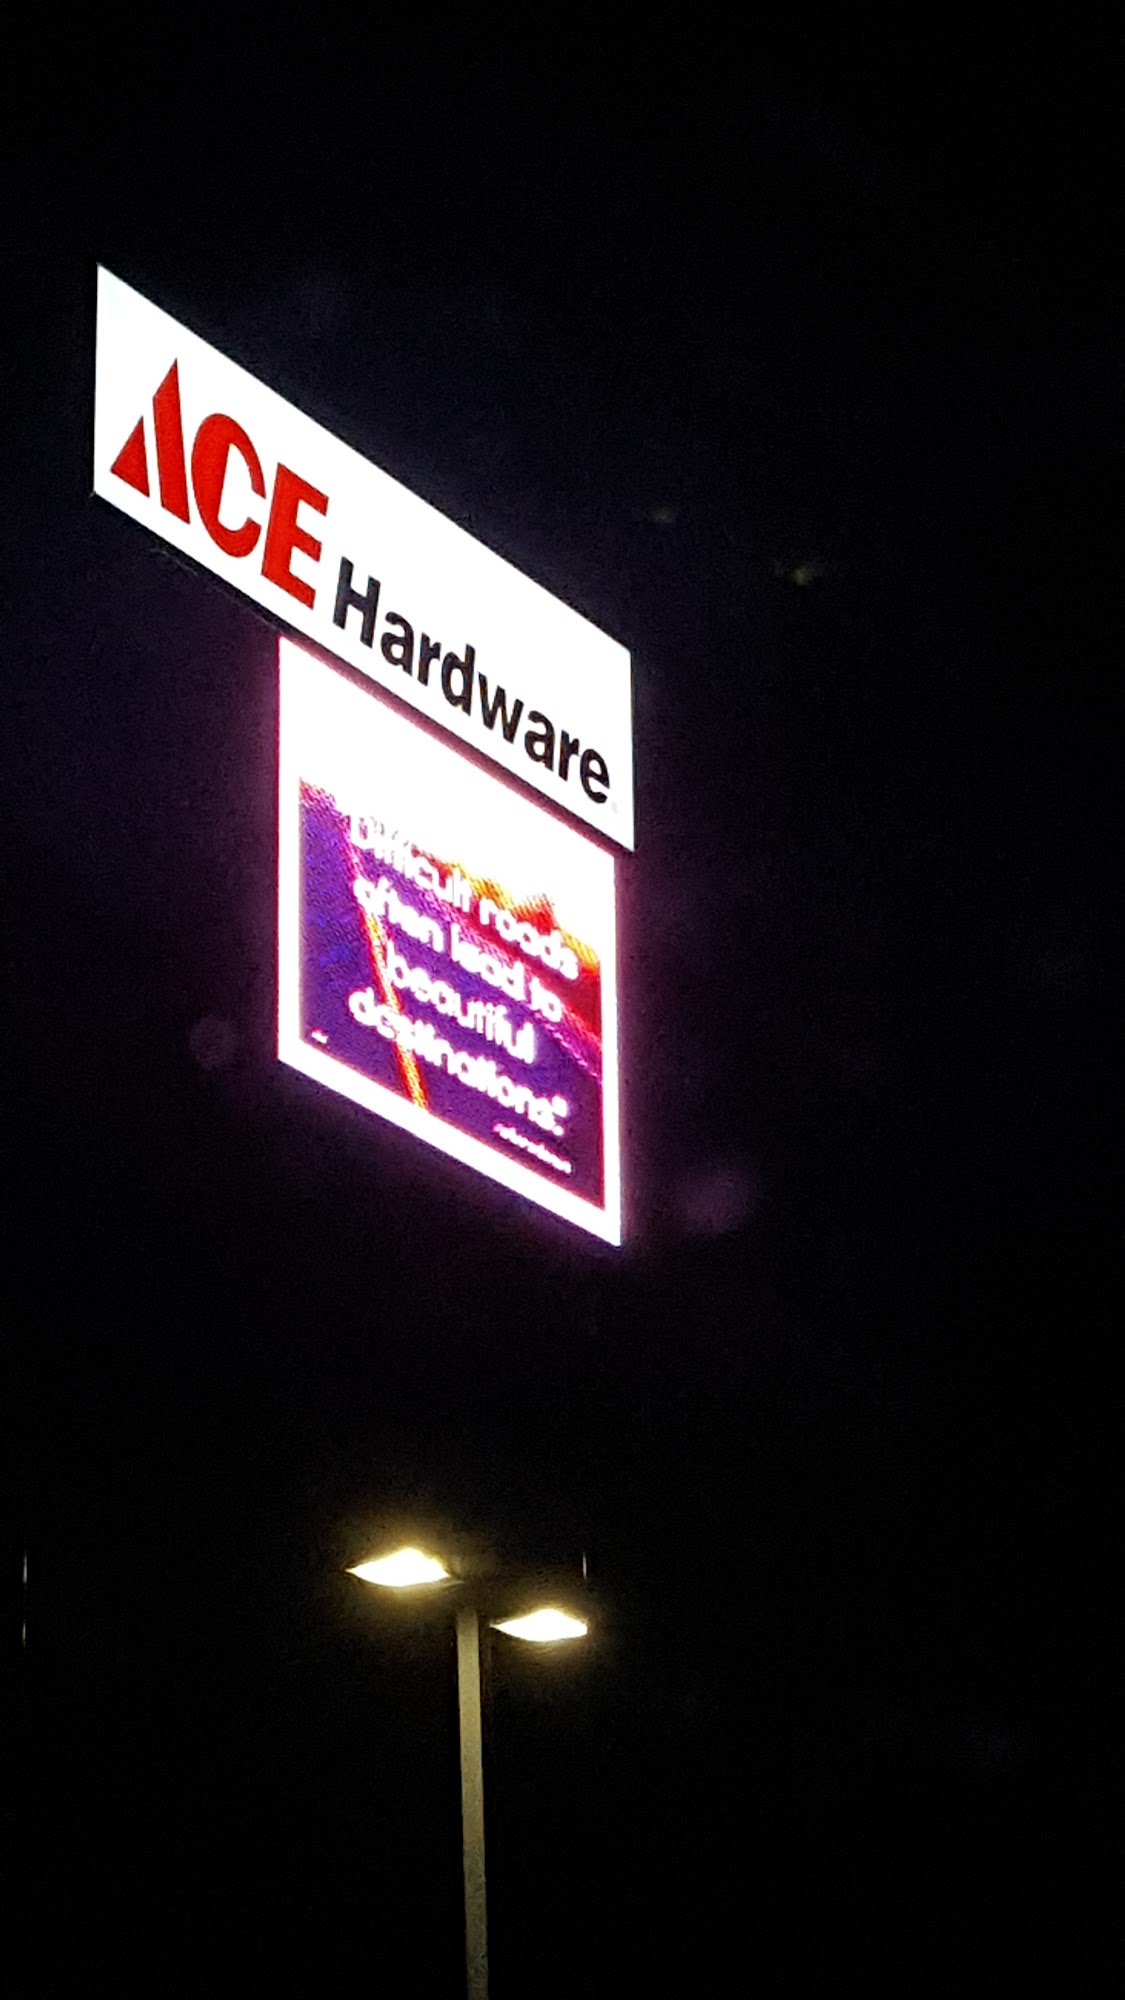 ACE Hardware
Difficult roads
often lead to
beautiful
destinations."